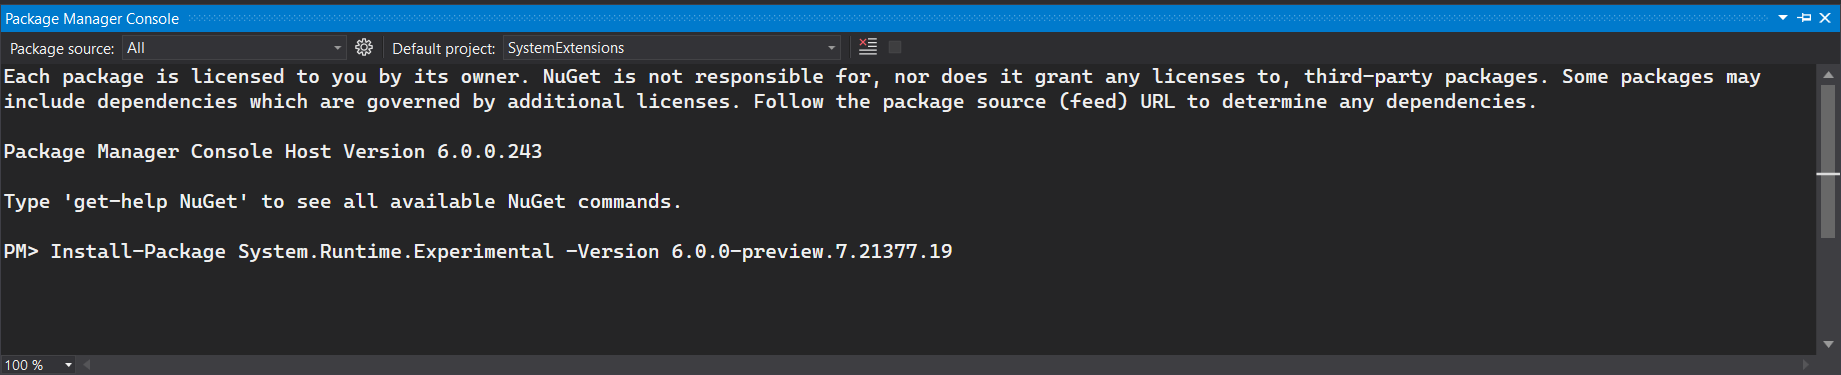 Package Manager Console
Package source: All Default project: SystemExtensions
Each package is licensed to you by its owner. NuGet is not responsible for, nor does it grant any licenses to, third-party packages. Some packages may
include dependencies which are governed by additional licenses. Follow the package source (feed) URL to determine any dependencies.
Package Manager Console Host Version 6.0.0.243
Type 'get-help NuGet' to see all available NuGet commands.
PM> Install-Package System.Runtime.Experimental -Version 6.0.0-preview.7.21377.19
100 %